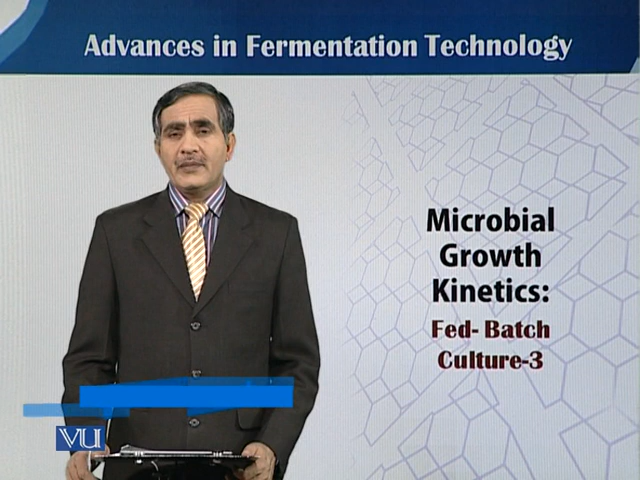 Advances in Fermentation Technology
Microbial
Growth
Kinetics:
Fed- Batch
Culture-3
VU